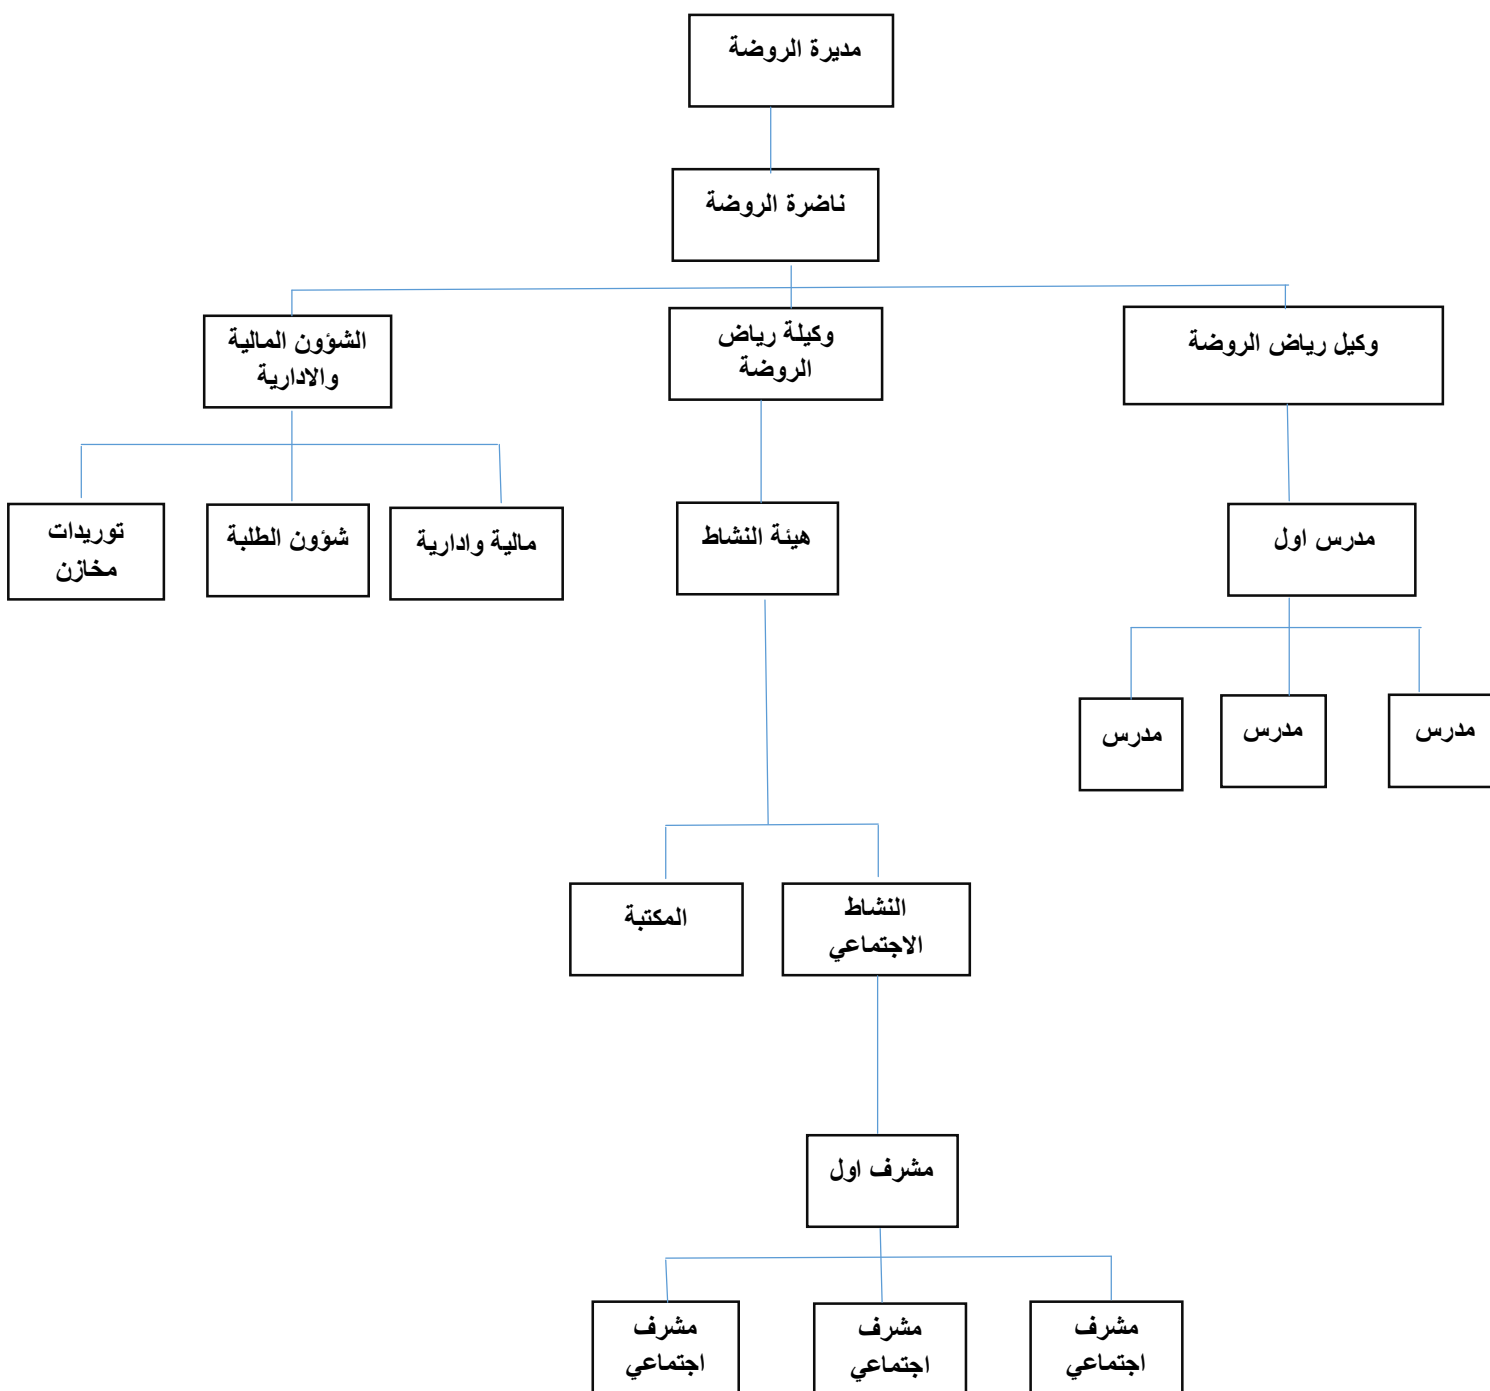 مديرة الروضة
ناضرة الروضة
وكيل رياض الروضة
وكيلة رياض
الروضة
الشؤون المالية
والادارية
مدرس اول
هيئة النشاط
مالية وادارية
شؤون الطلبة
توريدات
مخازن
مدرس
مدرس
مدرس
النشاط
الاجتماعي
المكتبة
مشرف اول
مشرف
اجتماعي
مشرف
اجتماعي
مشرف
اجتماعي